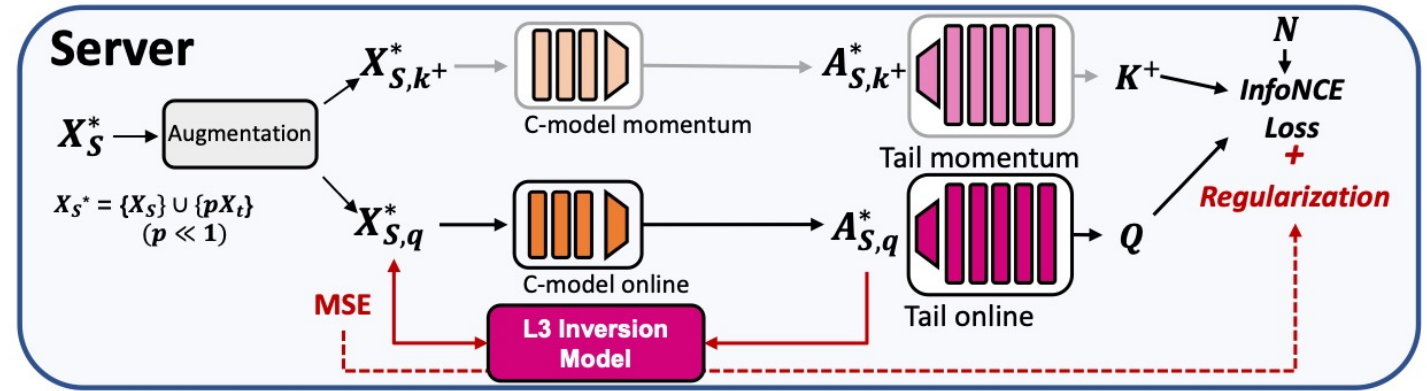 Server
X*S,k+
A*S,k+
K+
N
InfoNCE
Loss
+
Regularization
C-model momentum
Tail momentum
X*S
Augmentation
XS* = {XS} ∪ {pXt}
(p ≪ 1)
X*S,q
A*S,q
Q
C-model online
Tail online
MSE
L3 Inversion
Model